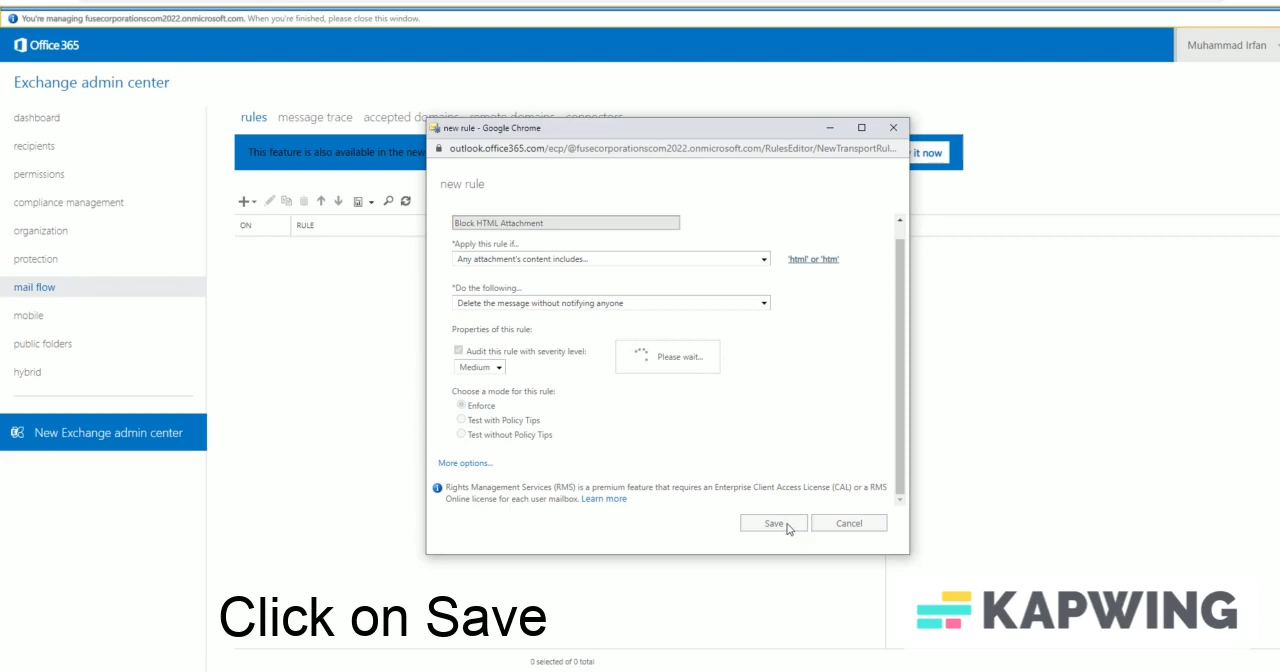 You're managing fusecorporationscom2022.onmicrosoft.com. When you're finished, please close this window.
Office 365
Muhammad Irfan
Exchange admin center
dashboard
recipients
permissions
compliance management
organization
protection
mail flow
mobile
public folders
hybrid
New Exchange admin center
rules message trace accepted domains remote domains connectors
This feature is also available in the new
it now
ON RULE
new rule - Google Chrome
outlook.office365.com/ecp/@fusecorporationscom2022.onmicrosoft.com/RulesEditor/NewTransportRul...
new rule
Block HTML Attachment
*Apply this rule if...
Any attachment's content includes...
'html' or 'htm'
*Do the following...
Delete the message without notifying anyone
Properties of this rule:
Audit this rule with severity level:
Medium
Please wait...
Choose a mode for this rule:
Enforce
Test with Policy Tips
Test without Policy Tips
More options...
Rights Management Services (RMS) is a premium feature that requires an Enterprise Client Access License (CAL) or a RMS
Online license for each user mailbox. Learn more
Save
Cancel
Click on Save
KAPWING
0 selected of 0 total